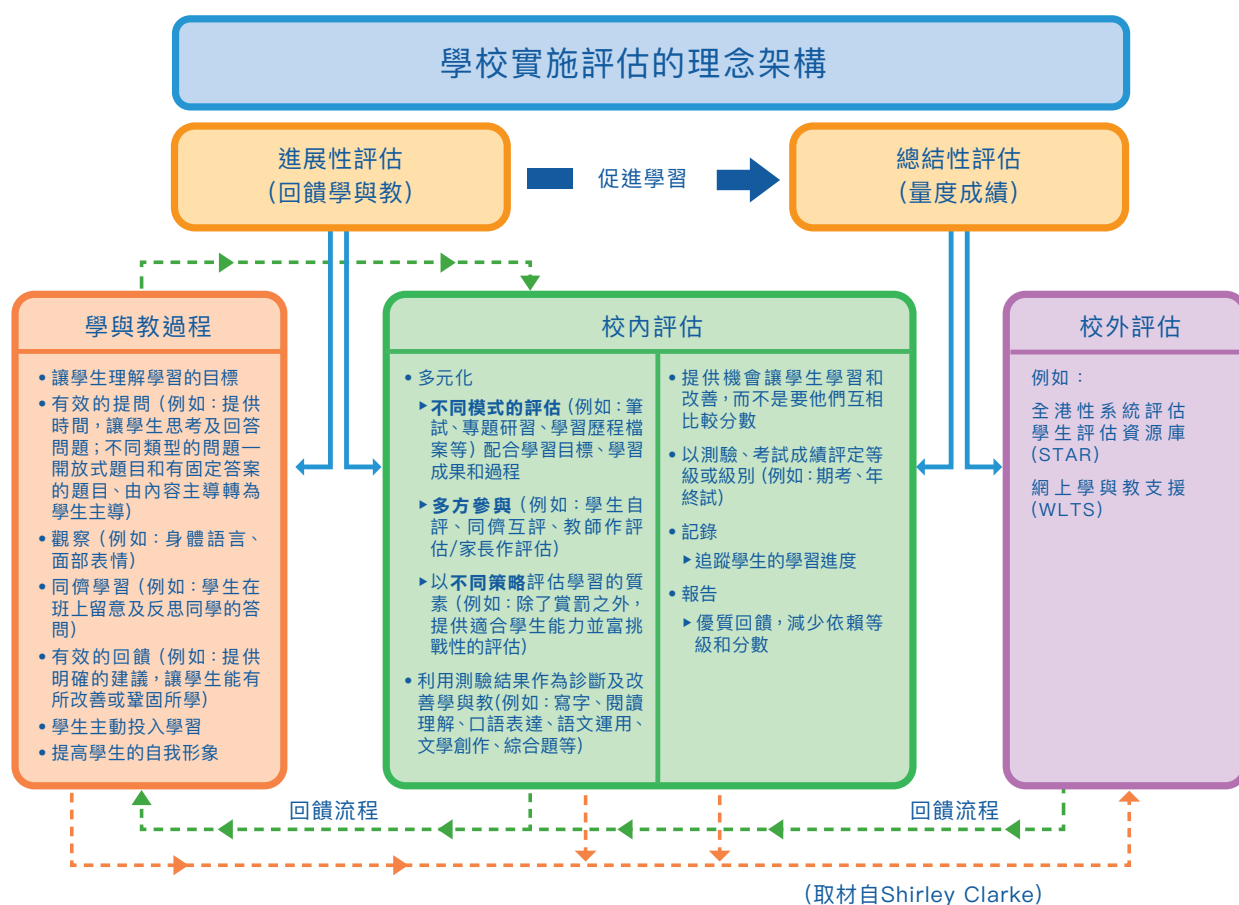 學校實施評估的理念架構
進展性評估
(回饋學與教)
促進學習
總結性評估
(量度成績)
學與教過程
• 讓學生理解學習的目標
• 有效的提問 (例如：提供
時間，讓學生思考及回答
問題；不同類型的問題—
開放式題目和有固定答案
的題目、由內容主導轉為
學生主導)
• 觀察 (例如：身體語言、
面部表情)
• 同儕學習 (例如：學生在
班上留意及反思同學的答
問)
• 有效的回饋 (例如：提供
明確的建議，讓學生能有
所改善或鞏固所學)
• 學生主動投入學習
• 提高學生的自我形象
校內評估
• 多元化
▶不同模式的評估 (例如：筆
試、專題研習、學習歷程檔
案等) 配合學習目標、學習
成果和過程
▶多方參與 (例如：學生自
評、同儕互評、教師作評
估/家長作評估)
▶以不同策略評估學習的質
素 (例如：除了賞罰之外，
提供適合學生能力並富挑
戰性的評估)
• 利用測驗結果作為診斷及改
善學與教(例如：寫字、閱讀
理解、口語表達、語文運用、
文學創作、綜合題等)
• 提供機會讓學生學習和
改善，而不是要他們互相
比較分數
• 以測驗、考試成績評定等
級或級別 (例如：期考、年
終試)
• 記錄
▶追蹤學生的學習進度
• 報告
▶優質回饋，減少依賴等
級和分數
校外評估
例如：
全港性系統評估
學生評估資源庫
(STAR)
網上學與教支援
(WLTS)
回饋流程
回饋流程
(取材自Shirley Clarke)